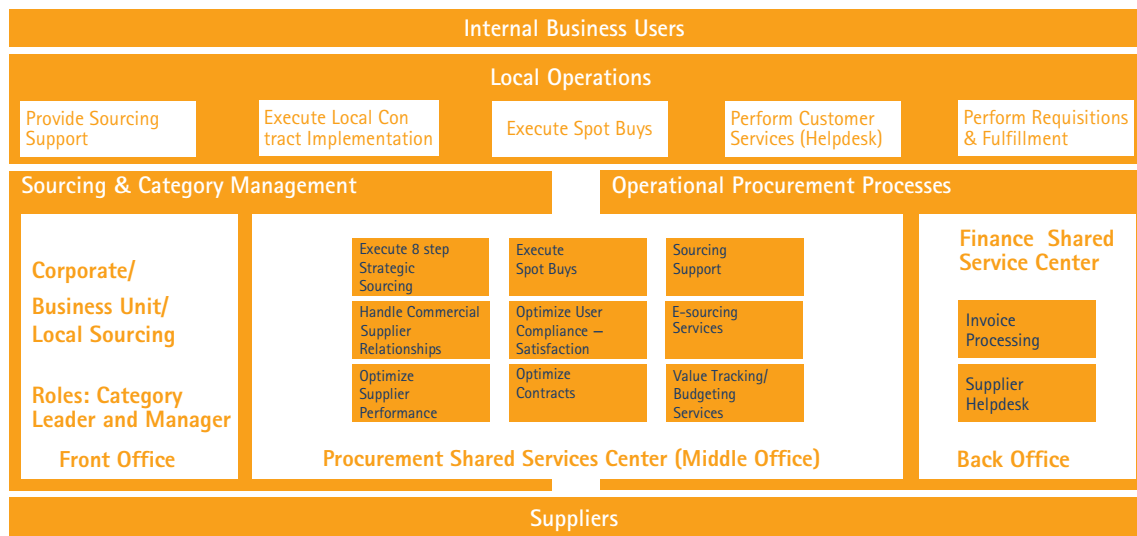 Internal Business Users
Local Operations
Provide Sourcing
Support
Execute Local Con
tract Implementation
Execute Spot Buys
Perform Customer
Services (Helpdesk)
Perform Requisitions
& Fulfillment
Sourcing & Category Management
Operational Procurement Processes
Corporate/
Business Unit/
Local Sourcing
Roles: Category
Leader and Manager
Front Office
Execute 8 step
Strategic
Sourcing
Execute
Spot Buys
Sourcing
Support
Handle Commercial
Supplier
Relationships
Optimize User
Compliance —
Satisfaction
E-sourcing
Services
Optimize
Supplier
Performance
Optimize
Contracts
Value Tracking/
Budgeting
Services
Procurement Shared Services Center (Middle Office)
Finance Shared
Service Center
Invoice
Processing
Supplier
Helpdesk
Back Office
Suppliers